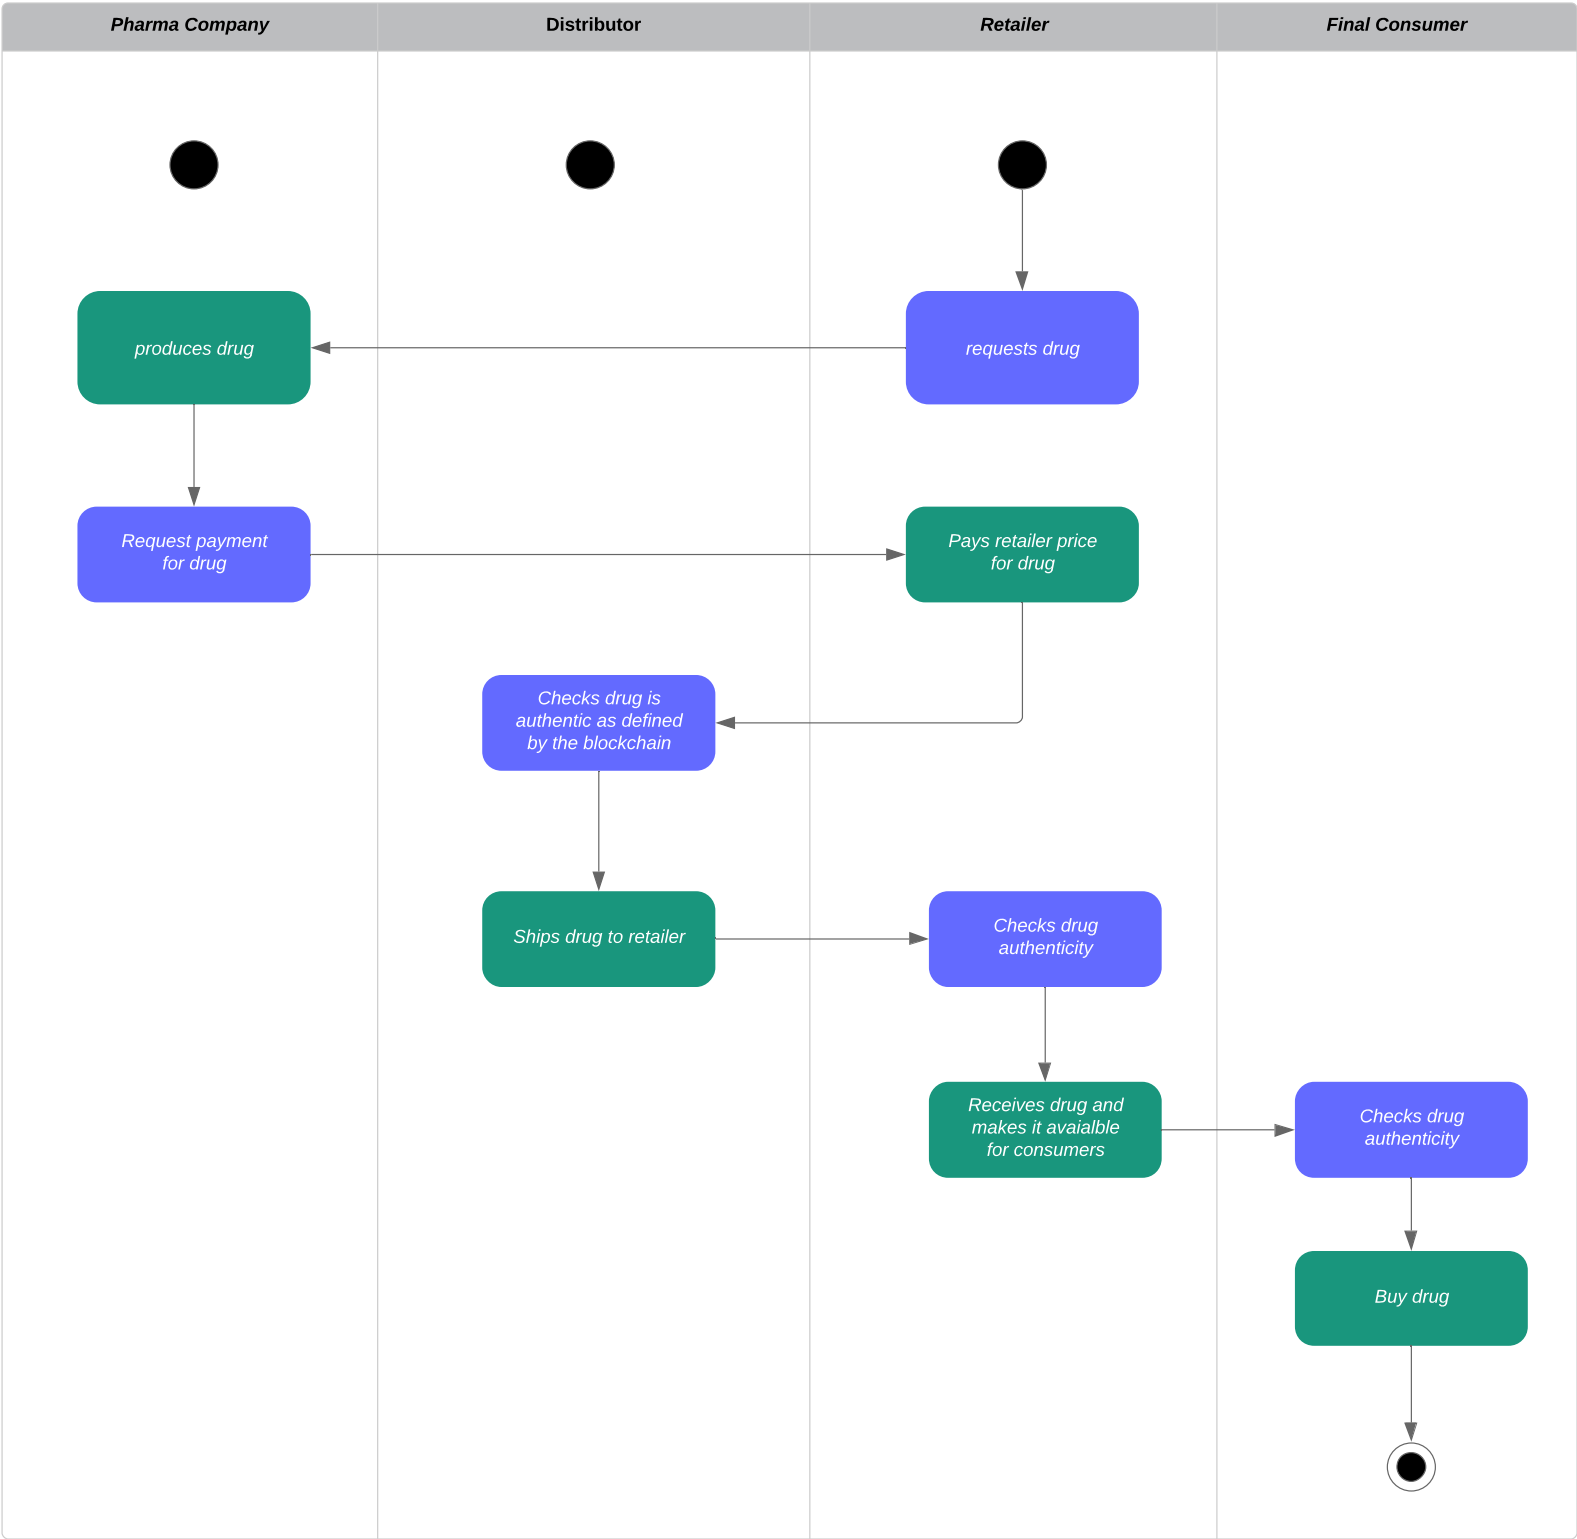 Pharma Company
Distributor
Retailer
Final Consumer
produces drug
requests drug
Request payment
for drug
Pays retailer price
for drug
Checks drug is
authentic as defined
by the blockchain
Ships drug to retailer
Checks drug
authenticity
Receives drug and
makes it avaialble
for consumers
Checks drug
authenticity
Buy drug